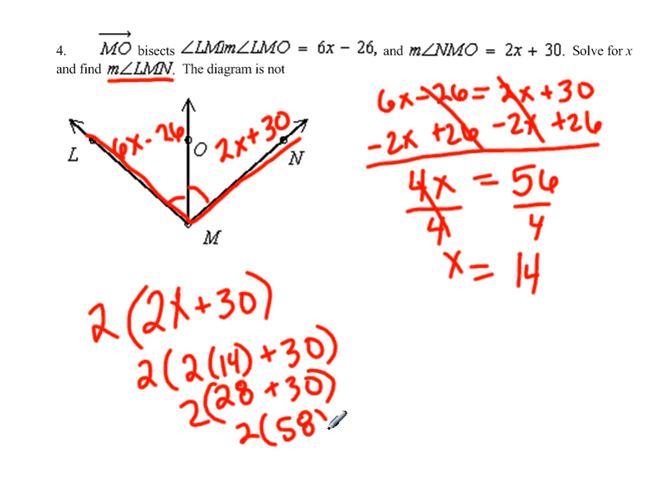 4. MO bisects ∠LMIm∠LMO = 6x − 26, and m∠NMO = 2x + 30. Solve for x
and find m∠LMN. The diagram is not
6x − 26 = 2x + 30
−2x + 26 − 2x + 26
4x = 56
4 4
x = 14
6x − 26
2x + 30
L
O
N
M
2(2x + 30)
2(2(14) + 30)
2(28 + 30)
2(58)